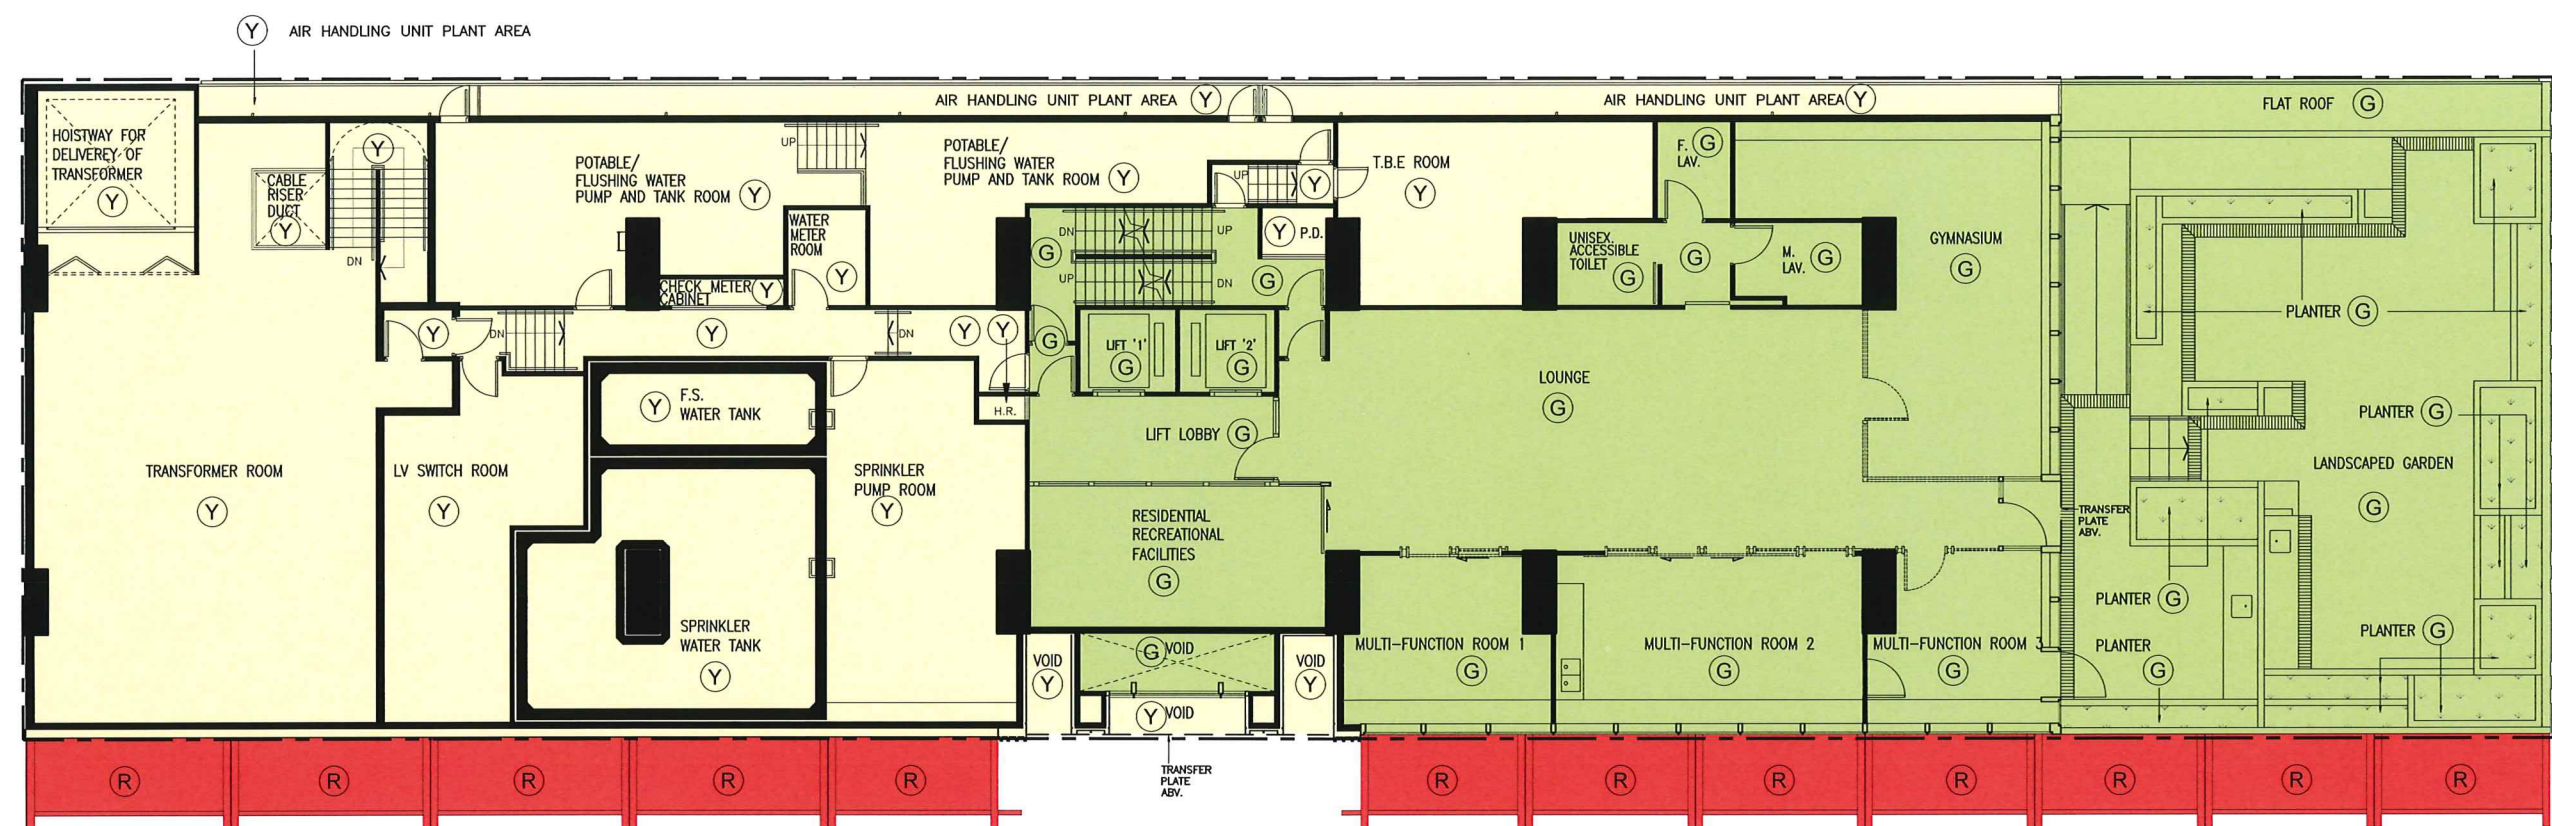 Y AIR HANDLING UNIT PLANT AREA
AIR HANDLING UNIT PLANT AREA Y
AIR HANDLING UNIT PLANT AREA Y
FLAT ROOF G
HOISTWAY FOR
DELIVEREY OF
TRANSFORMER
Y
CABLE
RISER
DUCT
Y
Y
DN
POTABLE/
FLUSHING WATER
PUMP AND TANK ROOM Y
UP
POTABLE/
FLUSHING WATER
PUMP AND TANK ROOM Y
UP
Y
T.B.E ROOM
Y
F.
LAV.
G
WATER
METER
ROOM
Y
CHECK METER
CABINET
Y
G
DN
UP
UP
DN
G
Y P.D.
UNISEX.
ACCESSIBLE
TOILET
G
G
M.
LAV.
G
GYMNASIUM
G
PLANTER G
Y
DN
Y
DN
Y
Y
G
LIFT '1'
G
LIFT '2'
G
H.R.
F.S.
WATER TANK
Y
LIFT LOBBY G
LOUNGE
G
PLANTER G
LANDSCAPED GARDEN
G
TRANSFORMER ROOM
Y
LV SWITCH ROOM
Y
SPRINKLER
PUMP ROOM
Y
RESIDENTIAL
RECREATIONAL
FACILITIES
G
TRANSFER
PLATE
ABV.
PLANTER G
PLANTER
G
PLANTER G
SPRINKLER
WATER TANK
Y
VOID
Y
G VOID
Y VOID
VOID
Y
MULTI-FUNCTION ROOM 1
G
MULTI-FUNCTION ROOM 2
G
MULTI-FUNCTION ROOM 3
G
TRANSFER
PLATE
ABV.
R R R R R R R R R R R R